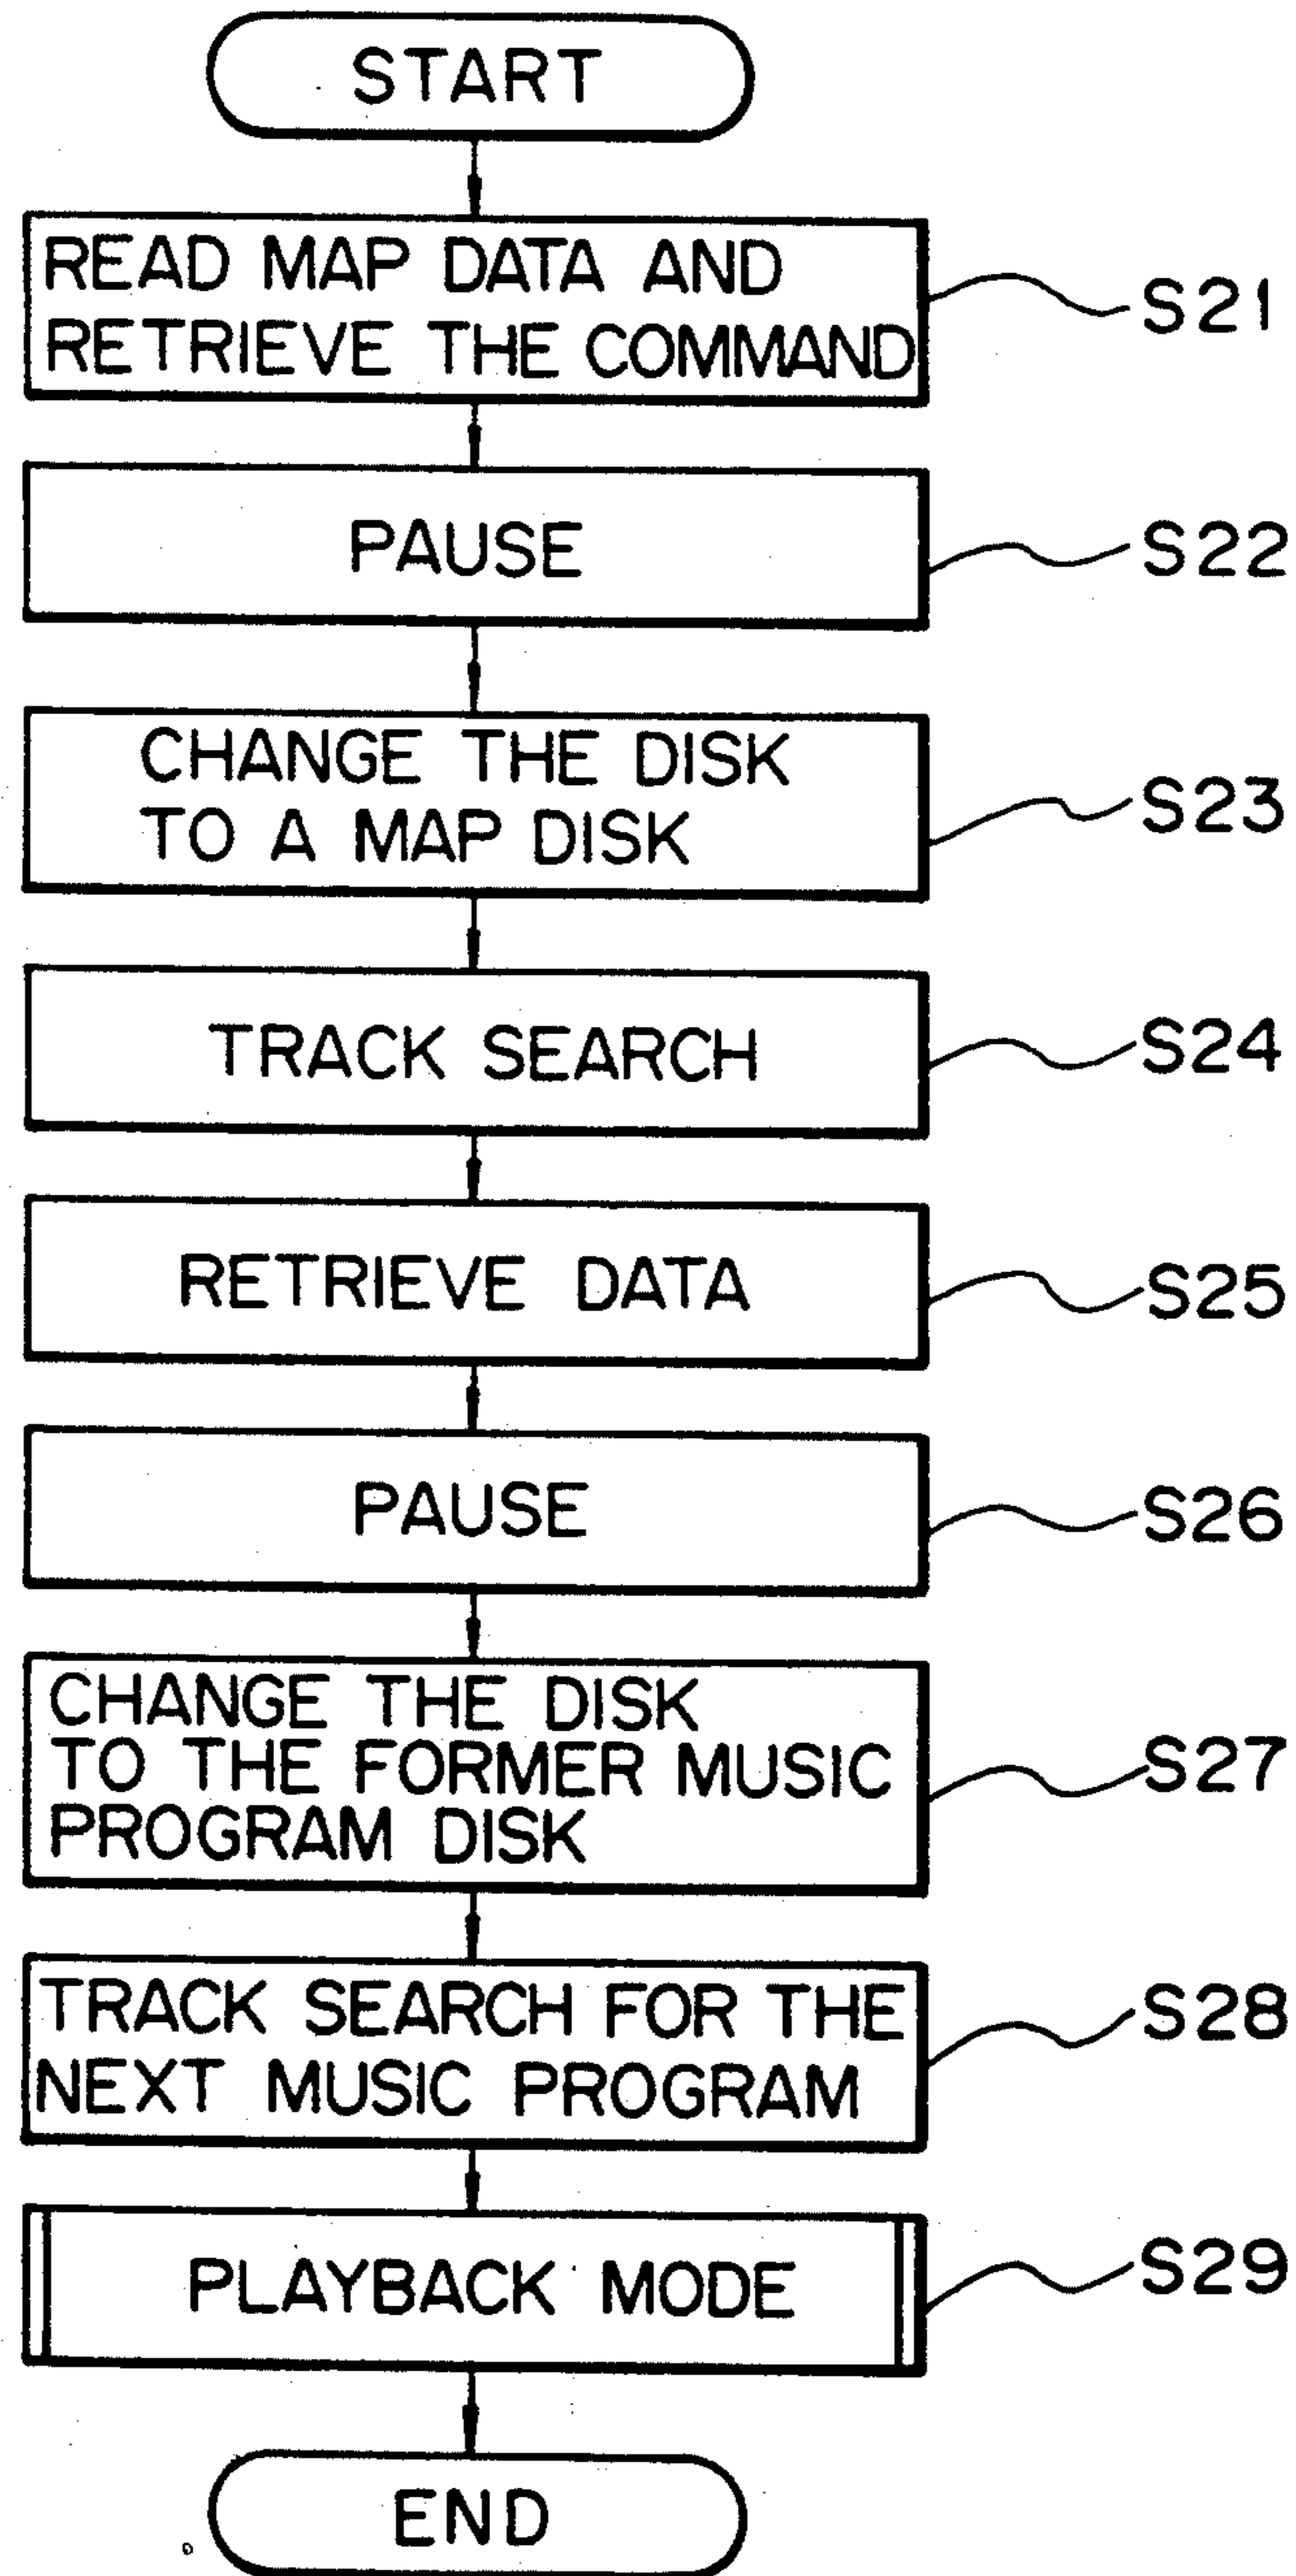 START
READ MAP DATA AND
RETRIEVE THE COMMAND
S21
PAUSE
S22
CHANGE THE DISK
TO A MAP DISK
S23
TRACK SEARCH
S24
RETRIEVE DATA
S25
PAUSE
S26
CHANGE THE DISK
TO THE FORMER MUSIC
PROGRAM DISK
S27
TRACK SEARCH FOR THE
NEXT MUSIC PROGRAM
S28
PLAYBACK MODE
S29
END